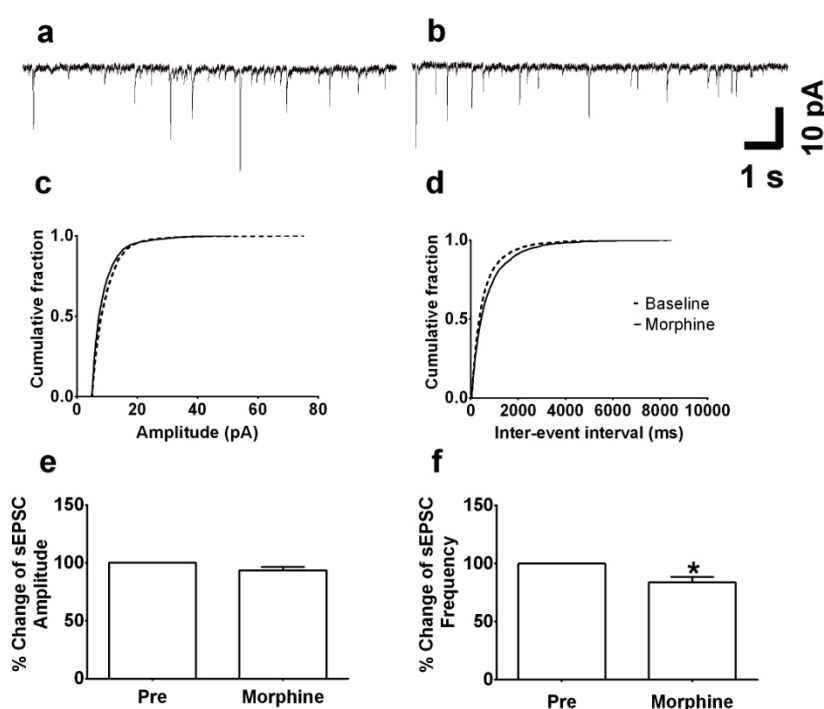 a
b
10 pA
1 s
c
Cumulative fraction
1.0
0.5
0.0
0
20
40
60
80
Amplitude (pA)
d
Cumulative fraction
1.0
0.5
0.0
0
2000
4000
6000
8000
10000
Inter-event interval (ms)
- Baseline
– Morphine
e
% Change of sEPSC
Amplitude
150
100
50
0
Pre
Morphine
f
% Change of sEPSC
Frequency
150
100
50
0
*
Pre
Morphine